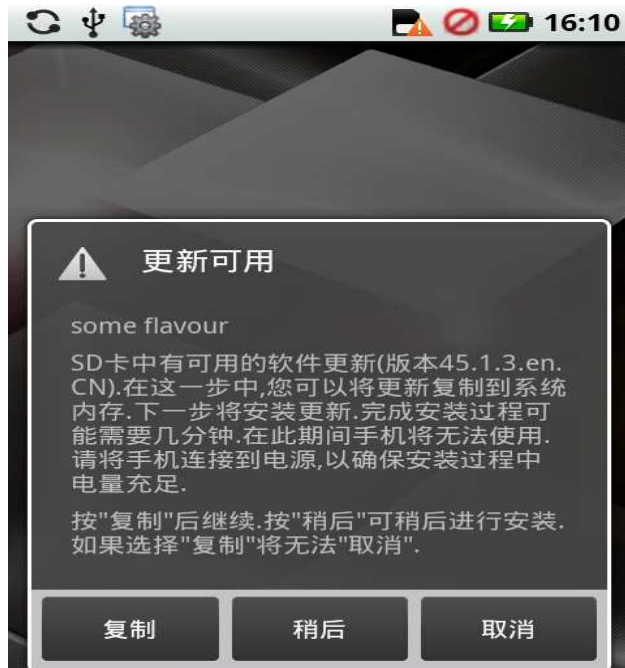 16:10
更新可用
some flavour
SD卡中有可用的软件更新(版本45.1.3.en.
CN).在这一步中,您可以将更新复制到系统
内存.下一步将安装更新.完成安装过程可
能需要几分钟.在此期间手机将无法使用.
请将手机连接到电源,以确保安装过程中
电量充足.
按"复制"后继续.按"稍后"可稍后进行安装.
如果选择"复制"将无法"取消".
复制 稍后 取消